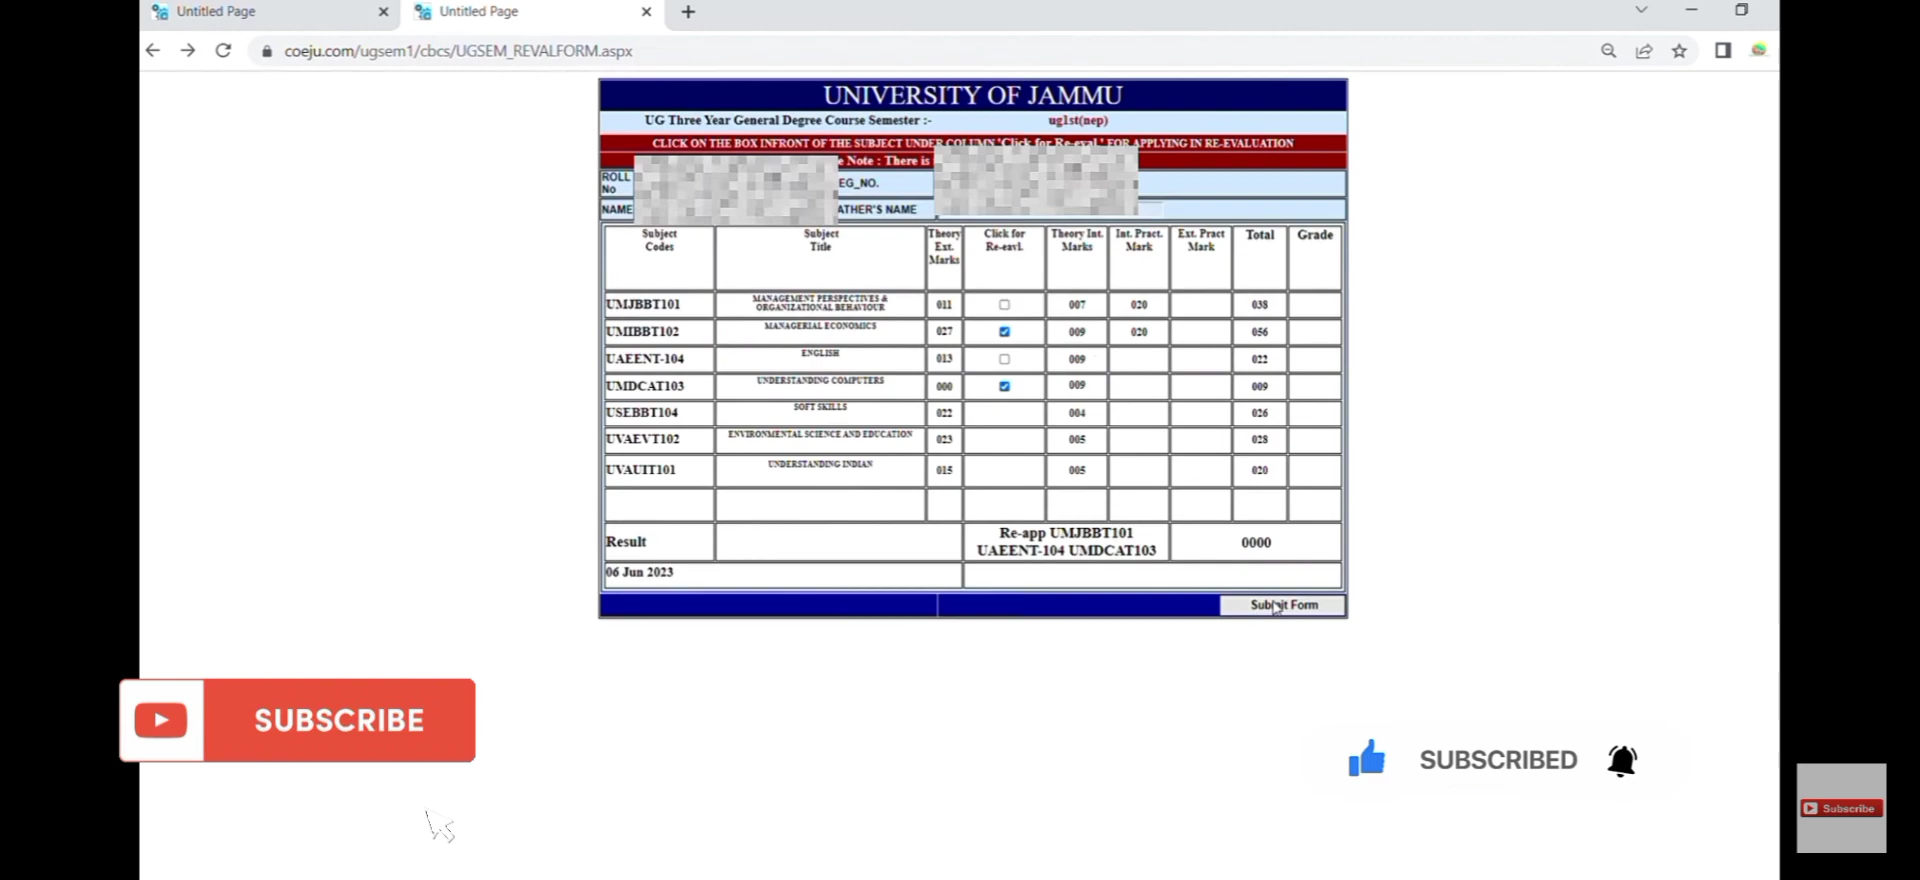 Untitled Page
Untitled Page
coeju.com/ugsem1/cbcs/UGSEM_REVALFORM.aspx
UNIVERSITY OF JAMMU
UG Three Year General Degree Course Semester :- ug1st(nep)
CLICK ON THE BOX INFRONT OF THE SUBJECT UNDER COLUMN 'Click for Re-eval ' FOR APPLYING IN RE-EVALUATION
Note : There is
ROLL No EG_NO.
NAME ATHER'S NAME
Subject Codes Subject Title Theory Ext. Marks Click for Re-eavl. Theory Int. Marks Int. Pract. Mark Ext. Pract Mark Total Grade
UMJBBT101 MANAGEMENT PERSPECTIVES & ORGANIZATIONAL BEHAVIOUR 011 007 020 038
UMIBBT102 MANAGERIAL ECONOMICS 027 009 020 056
UAEENT-104 ENGLISH 013 009 022
UMDCAT103 UNDERSTANDING COMPUTERS 000 009 009
USEBBT104 SOFT SKILLS 022 004 026
UVAEVT102 ENVIRONMENTAL SCIENCE AND EDUCATION 023 005 028
UVAUIT101 UNDERSTANDING INDIAN 015 005 020
Result Re-app UMJBBT101 UAEENT-104 UMDCAT103 0000
06 Jun 2023
Submit Form
SUBSCRIBE
SUBSCRIBED
Subscribe